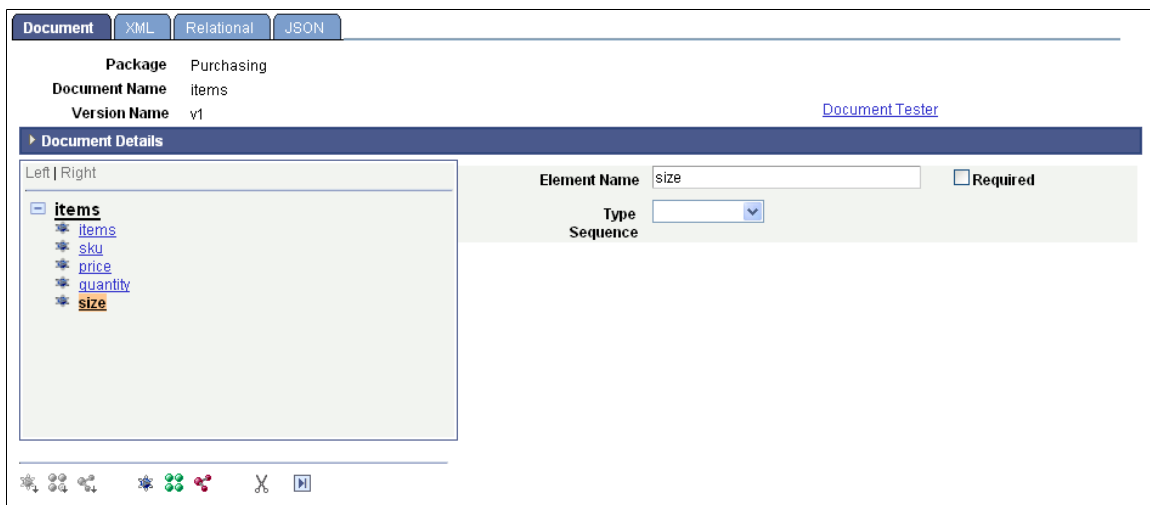 Document XML Relational JSON
Package Purchasing
Document Name items
Version Name v1
Document Tester
Document Details
Left | Right
Element Name size Required
Type
Sequence
items
items
sku
price
quantity
size